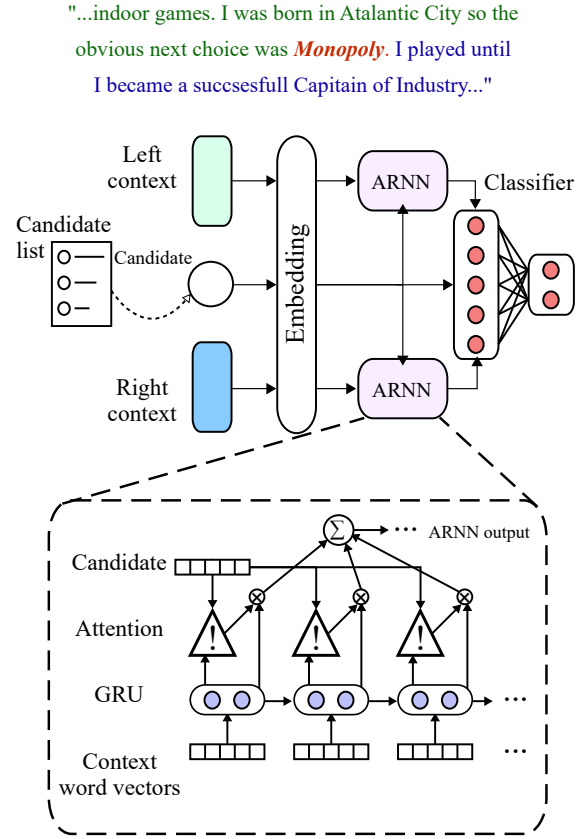 "...indoor games. I was born in Atalantic City so the
obvious next choice was Monopoly. I played until
I became a succsesfull Capitain of Industry..."
Left
context
ARNN
Classifier
Candidate
list
Candidate
Embedding
Right
context
ARNN
Σ
... ARNN output
Candidate
Attention
! ! !
GRU
...
Context
word vectors
...